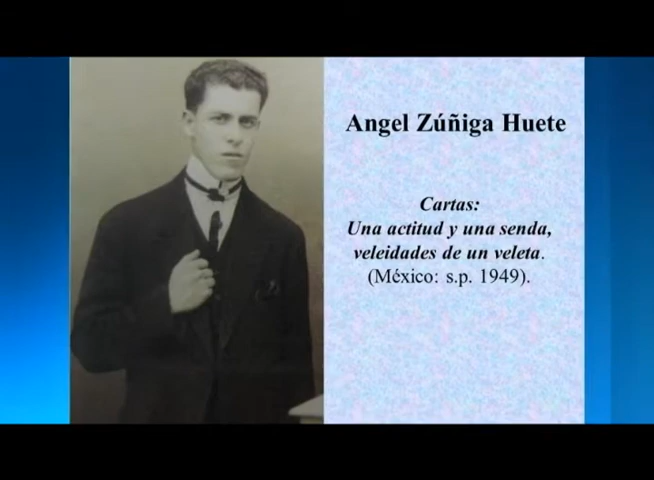 Angel Zúñiga Huete
Cartas:
Una actitud y una senda,
veleidades de un veleta.
(México: s.p. 1949).